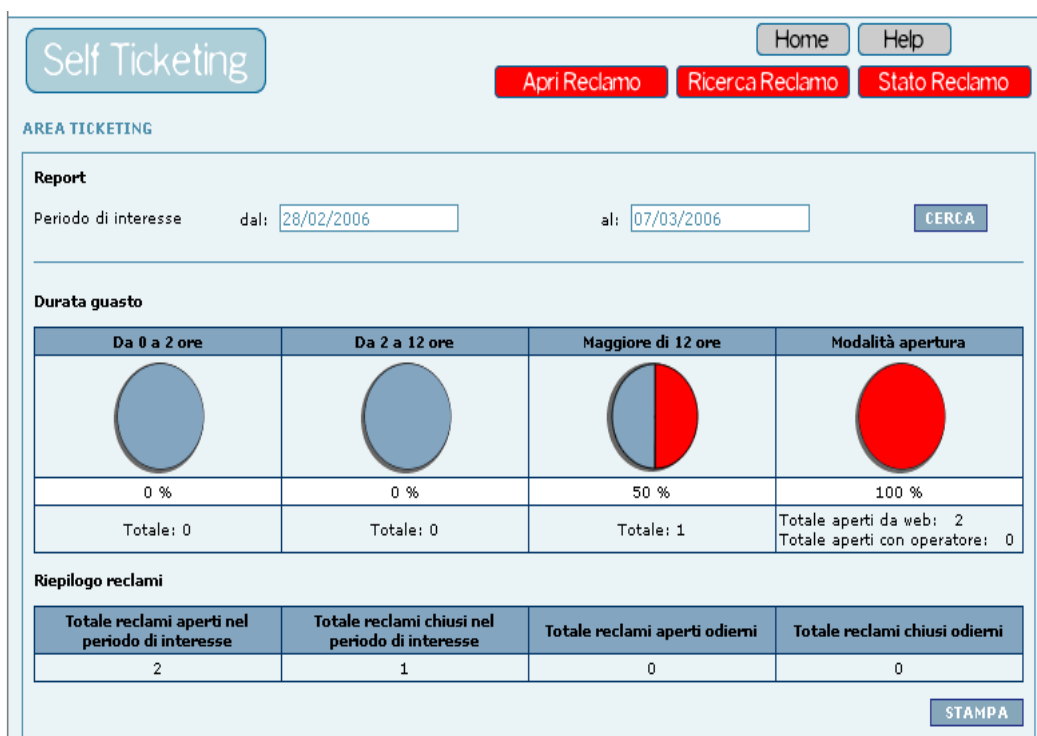 Self Ticketing
Home Help
Apri Reclamo Ricerca Reclamo Stato Reclamo
AREA TICKETING
Report
Periodo di interesse dal: 28/02/2006 al: 07/03/2006 CERCA
Durata guasto
Da 0 a 2 ore Da 2 a 12 ore Maggiore di 12 ore Modalità apertura
0 % 0 % 50 % 100 %
Totale: 0 Totale: 0 Totale: 1 Totale aperti da web: 2
Totale aperti con operatore: 0
Riepilogo reclami
Totale reclami aperti nel periodo di interesse Totale reclami chiusi nel periodo di interesse Totale reclami aperti odierni Totale reclami chiusi odierni
2 1 0 0
STAMPA